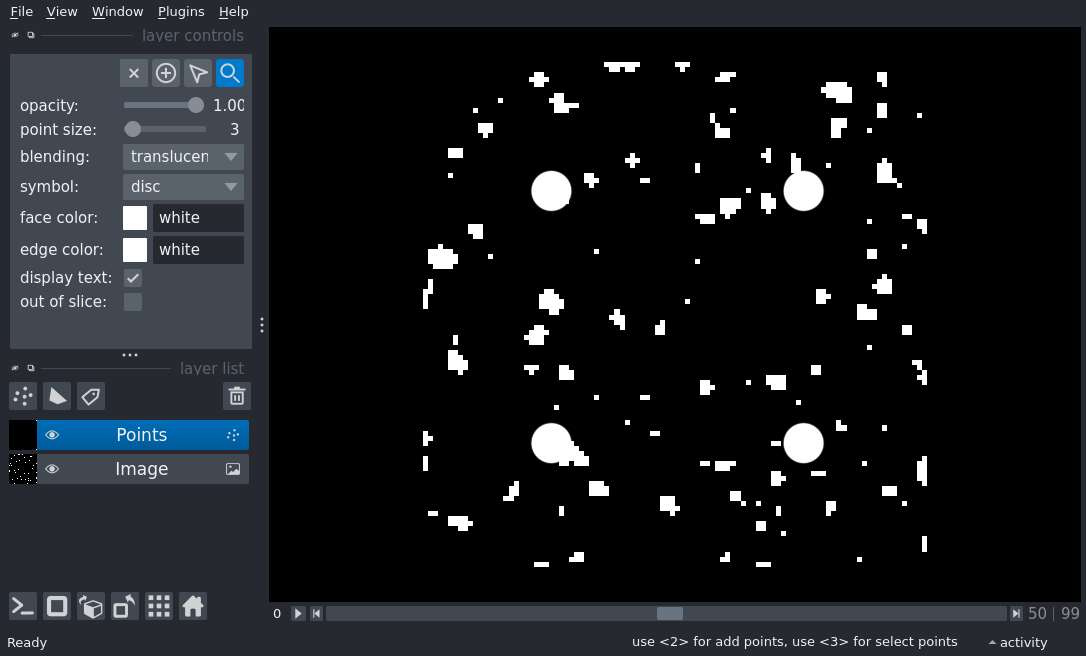 File View Window Plugins Help
layer controls
opacity: 1.00
point size: 3
blending: translucen
symbol: disc
face color: white
edge color: white
display text:
out of slice:
layer list
Points
Image
0 50 | 99
Ready use <2> for add points, use <3> for select points activity